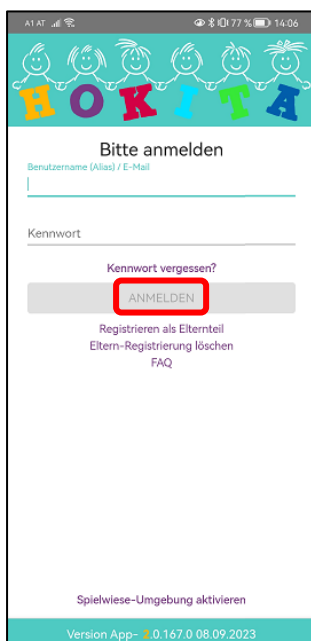 A1 AT 77 % 14:06
HOKITA
Bitte anmelden
Benutzername (Alias) / E-Mail
Kennwort
Kennwort vergessen?
ANMELDEN
Registrieren als Elternteil
Eltern-Registrierung löschen
FAQ
Spielwiese-Umgebung aktivieren
Version App- 2.0.167.0 08.09.2023